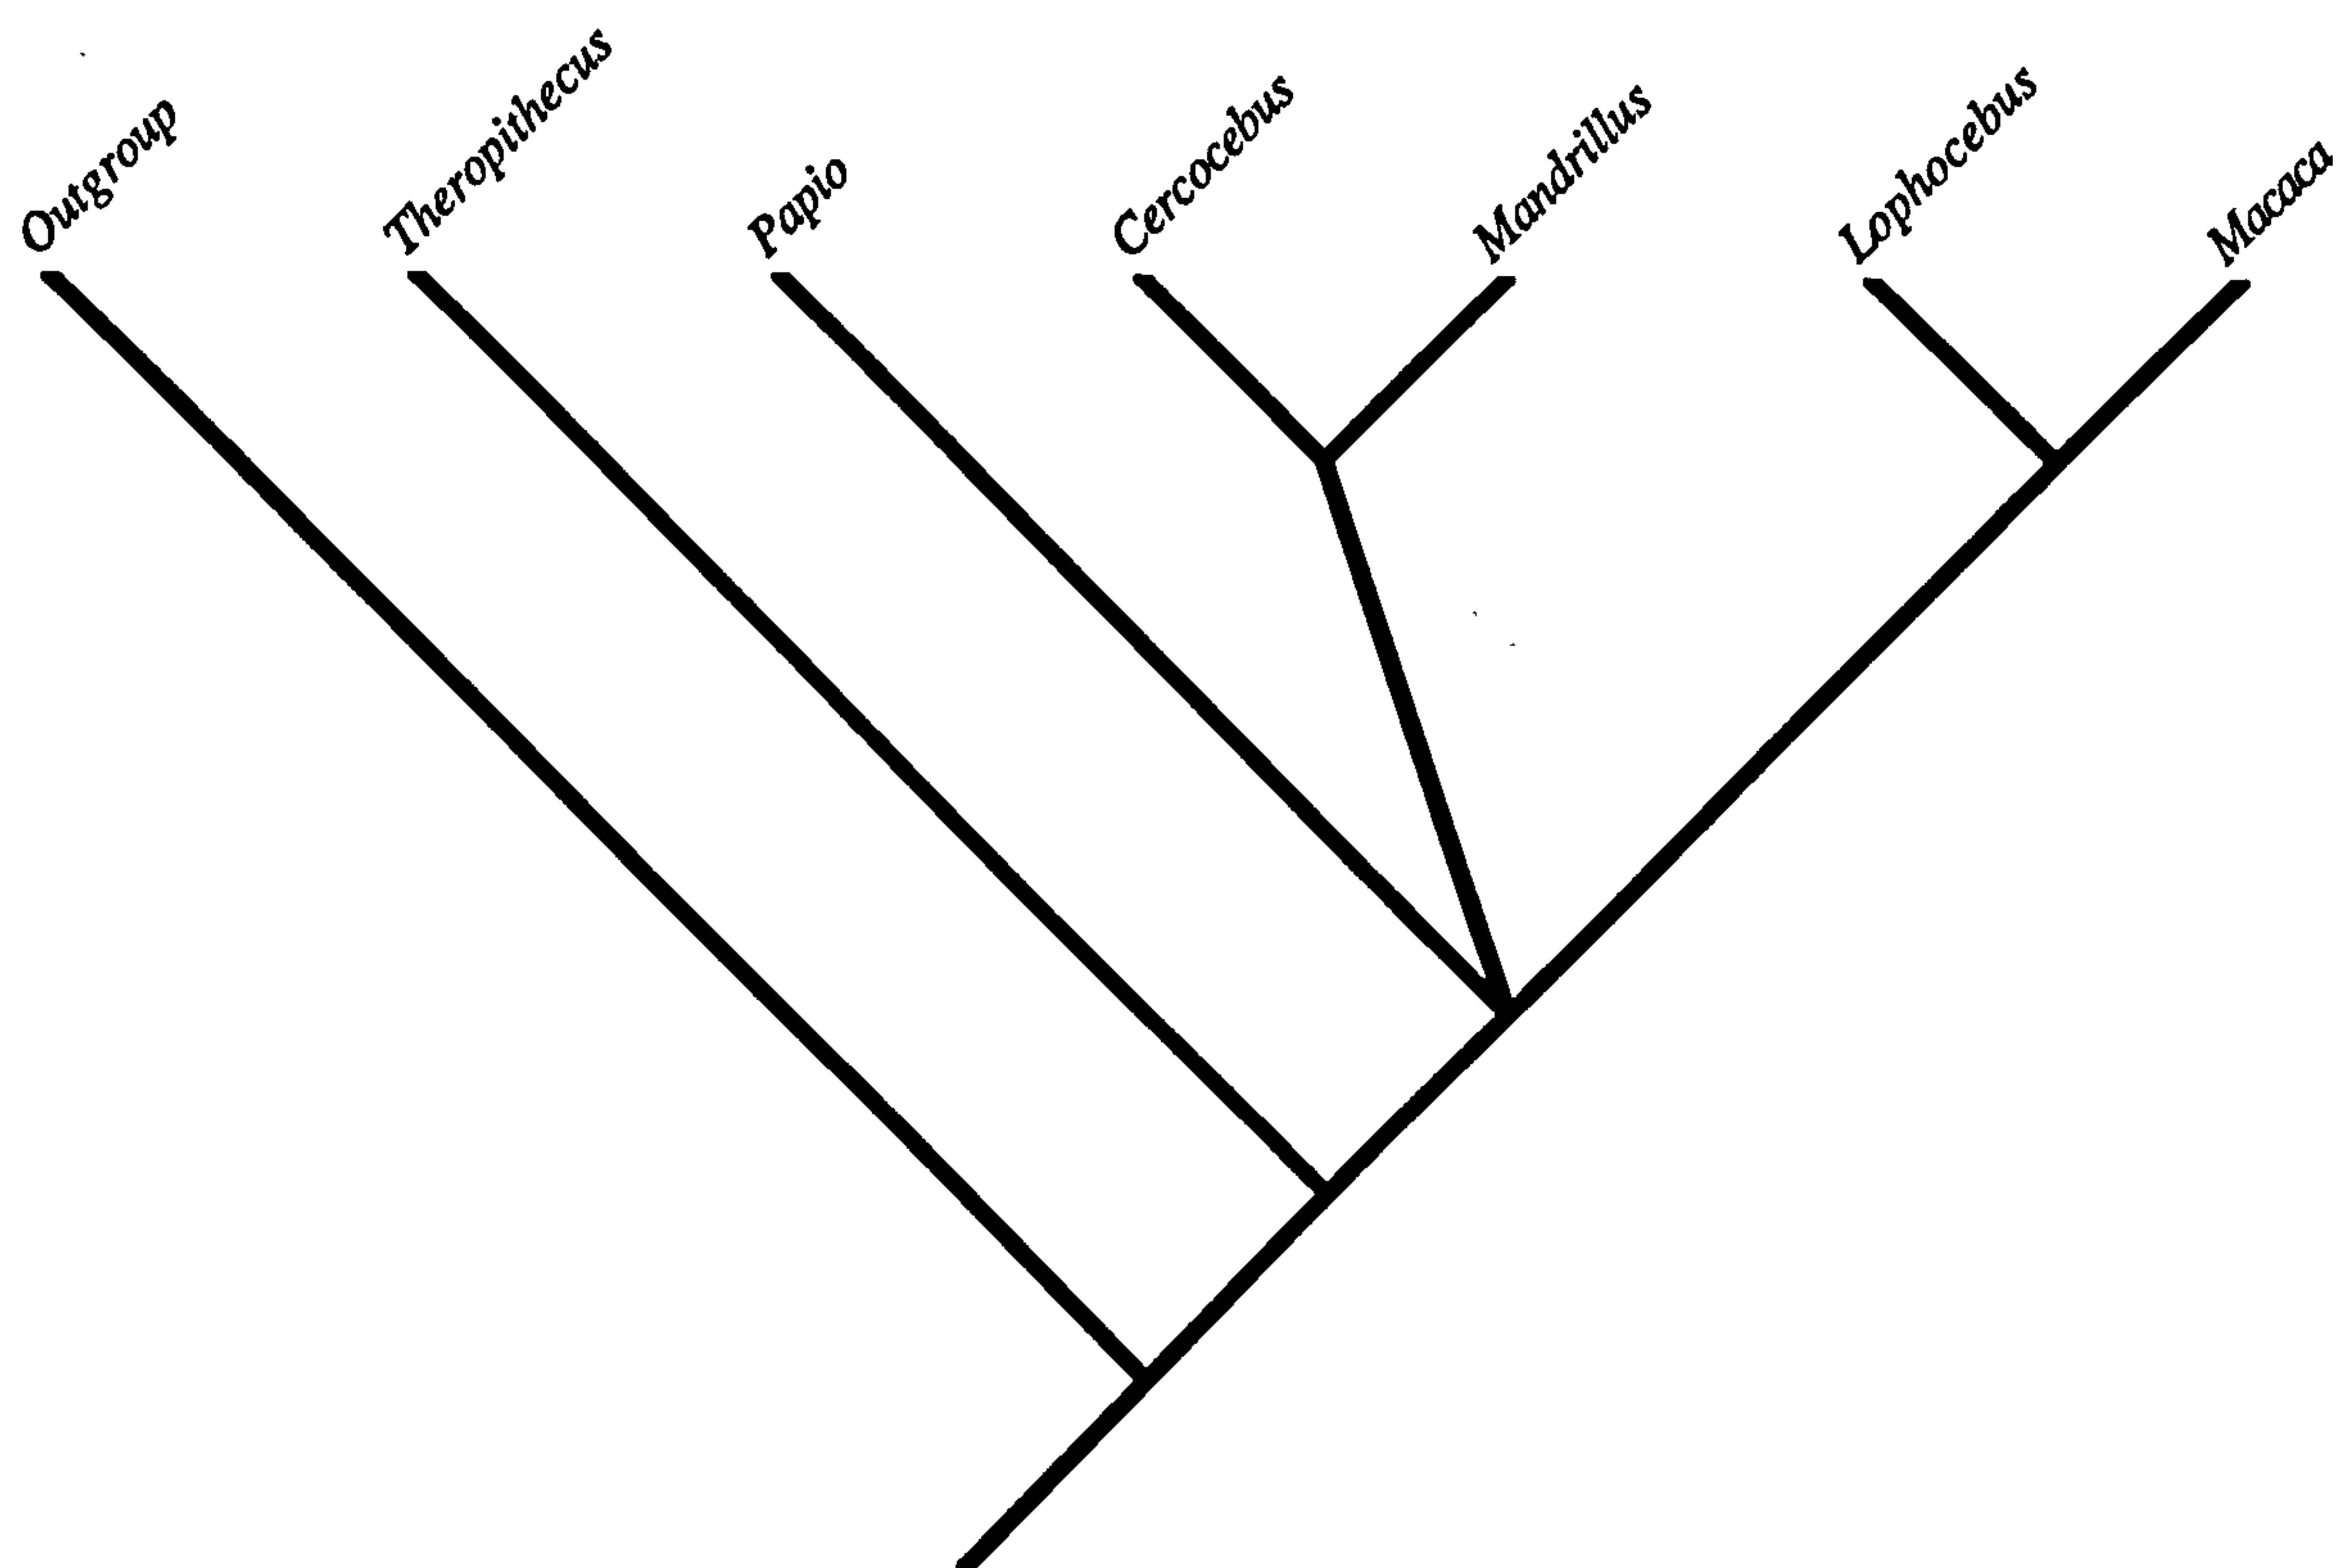 Outgroup
Theropithecus
Papio
Cercocebus
Mandrillus
Lophocebus
Macaca